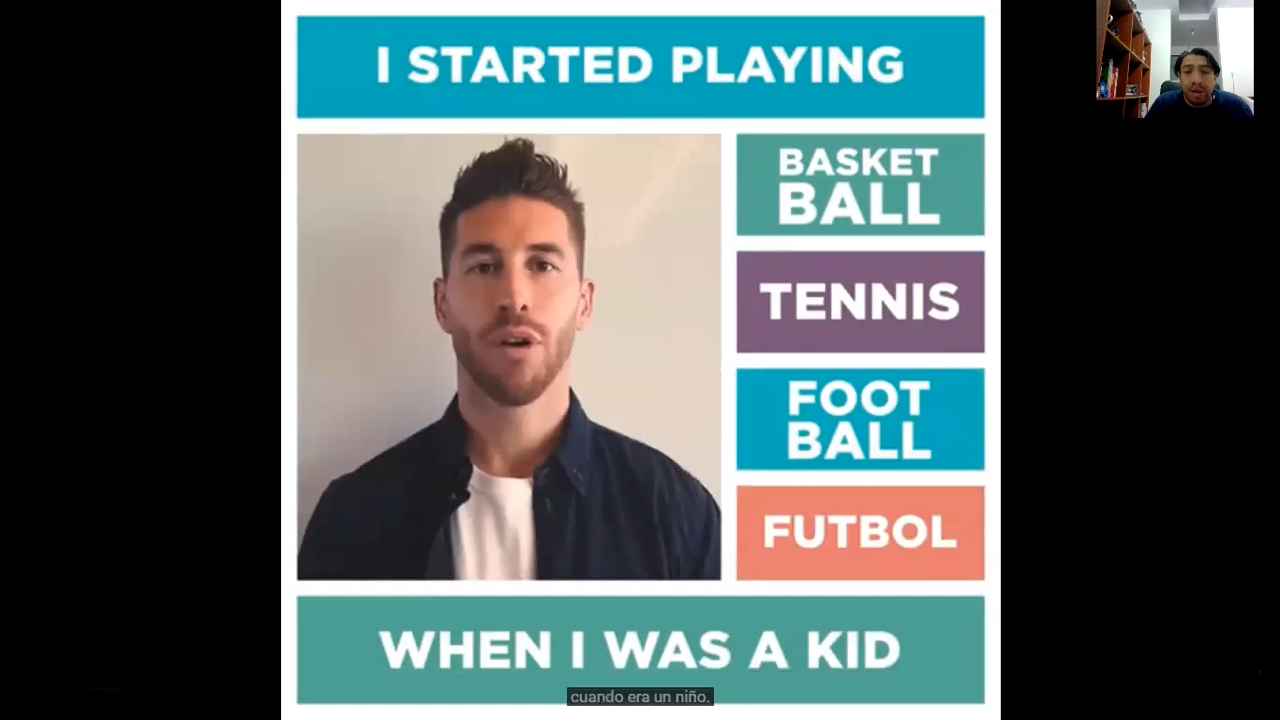 I STARTED PLAYING
BASKET
BALL
TENNIS
FOOT
BALL
FUTBOL
WHEN I WAS A KID
cuando era un niño.